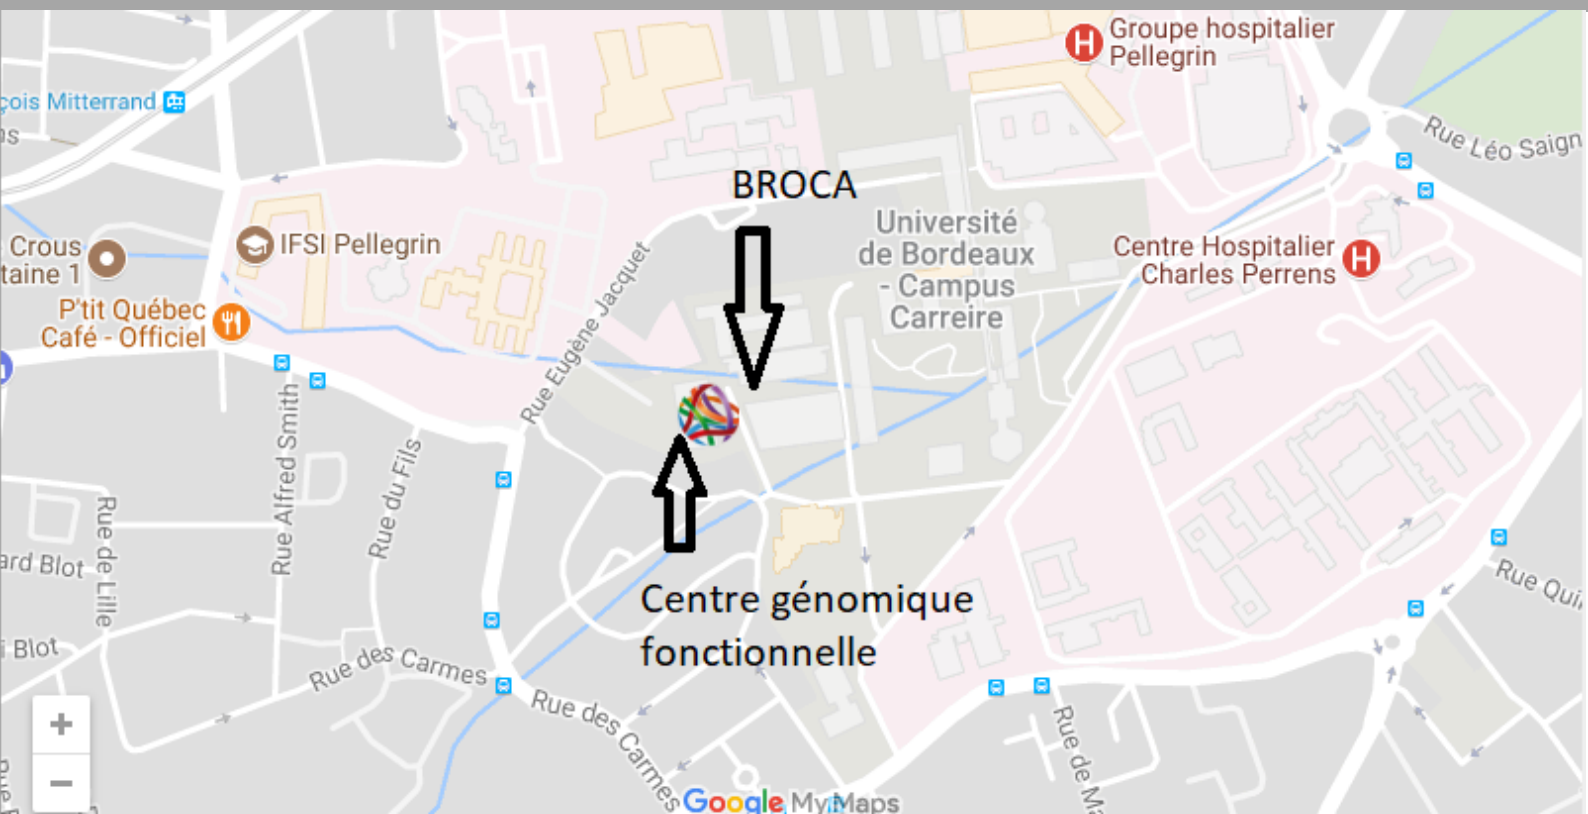 Groupe hospitalier
Pellegrin
çois Mitterrand
Rue Léo Saign
BROCA
Université
de Bordeaux
- Campus
Carreire
Crous
taine 1
IFSI Pellegrin
Centre Hospitalier
Charles Perrens
P'tit Québec
Café - Officiel
Rue Eugène Jacquet
Rue Alfred Smith
Rue du Fils
Rue de Lille
ard Blot
i Blot
Centre génomique
fonctionnelle
Rue des Carmes
Rue des Carmes
Rue Qui
Rue de Ma
+
−
Google My Maps